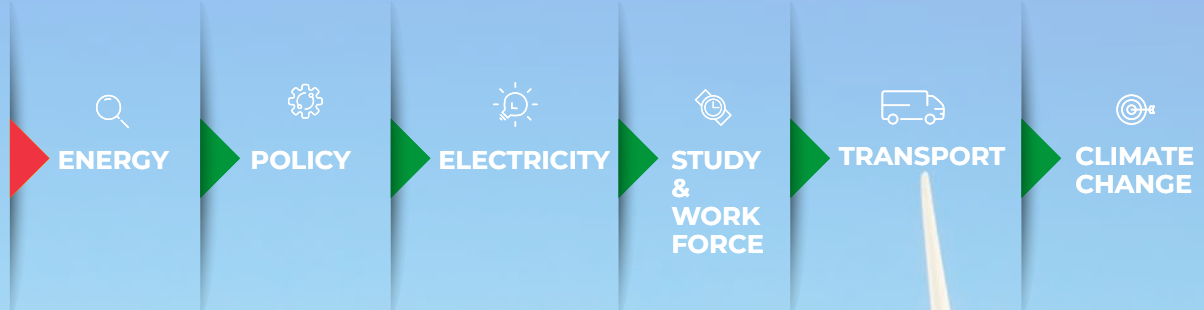 ENERGY
POLICY
ELECTRICITY
STUDY
&
WORK
FORCE
TRANSPORT
CLIMATE
CHANGE